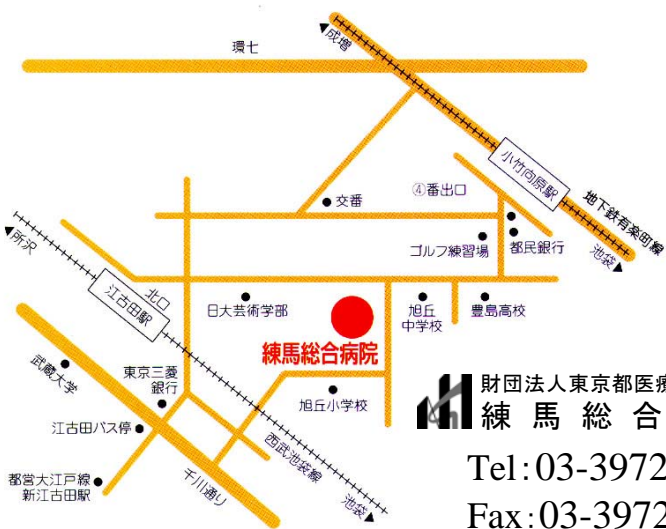 環七
▲成増
小竹向原駅
地下鉄有楽町線
池袋▲
④番出口
交番
ゴルフ練習場
都民銀行
▲所沢
江古田駅
北口
日大芸術学部
旭丘
中学校
豊島高校
練馬総合病院
武蔵大学
東京三菱
銀行
旭丘小学校
江古田バス停
西武池袋線
都営大江戸線
新江古田駅
千川通り
池袋▲
財団法人東京都医療
練馬総合
Tel:03-3972
Fax:03-3972